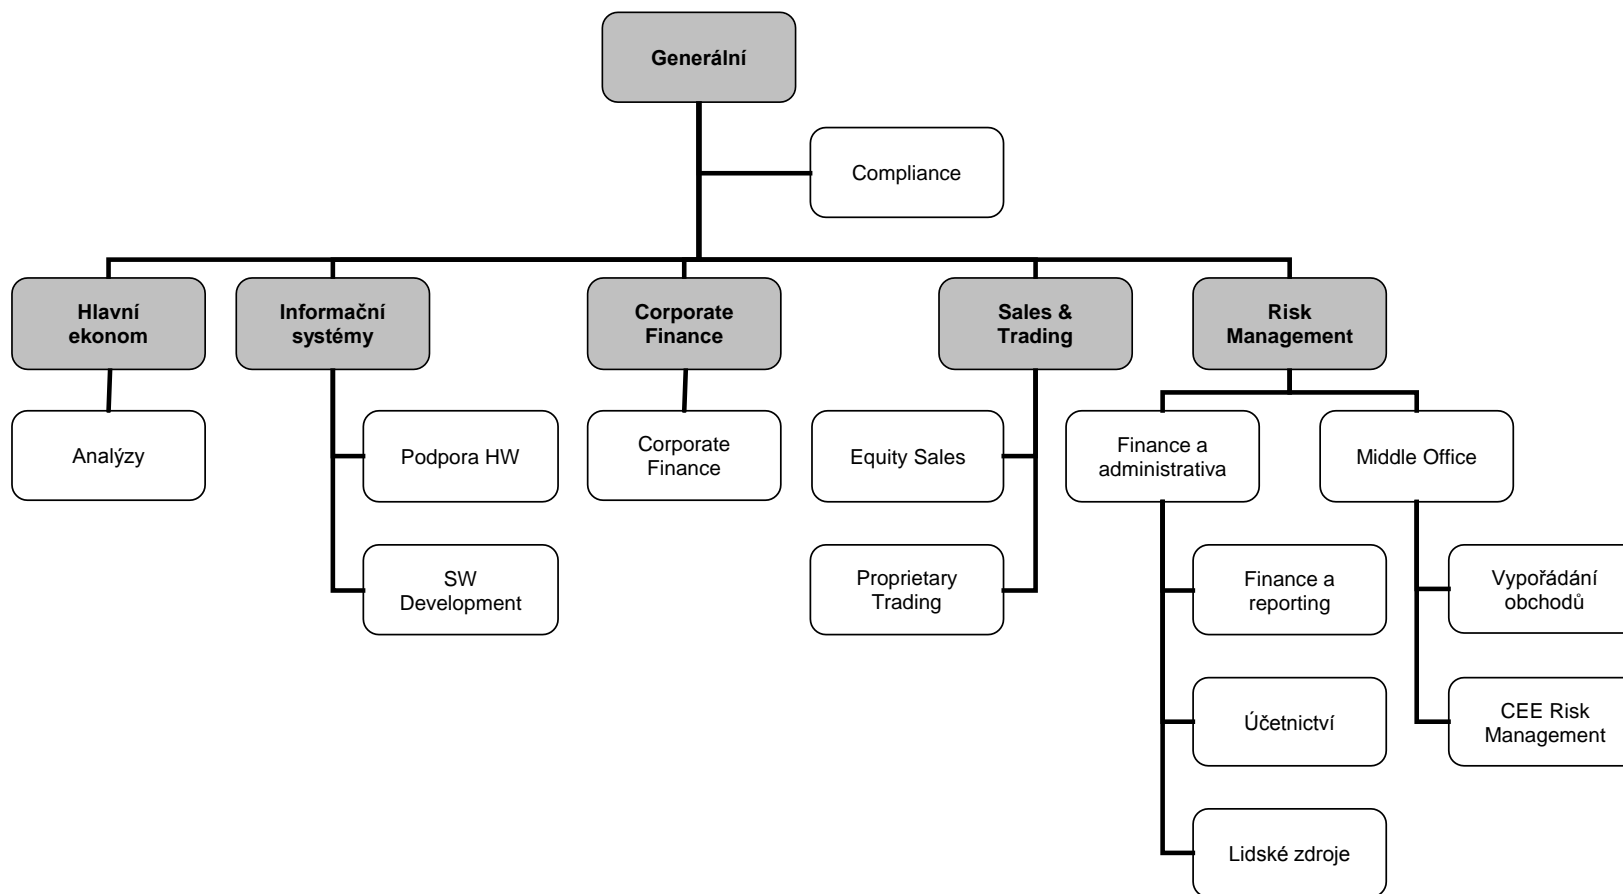 Generální
Compliance
Hlavní
ekonom
Informační
systémy
Corporate
Finance
Sales &
Trading
Risk
Management
Analýzy
Podpora HW
Corporate
Finance
Equity Sales
Finance a
administrativa
Middle Office
SW
Development
Proprietary
Trading
Finance a
reporting
Vypořádání
obchodů
Účetnictví
CEE Risk
Management
Lidské zdroje